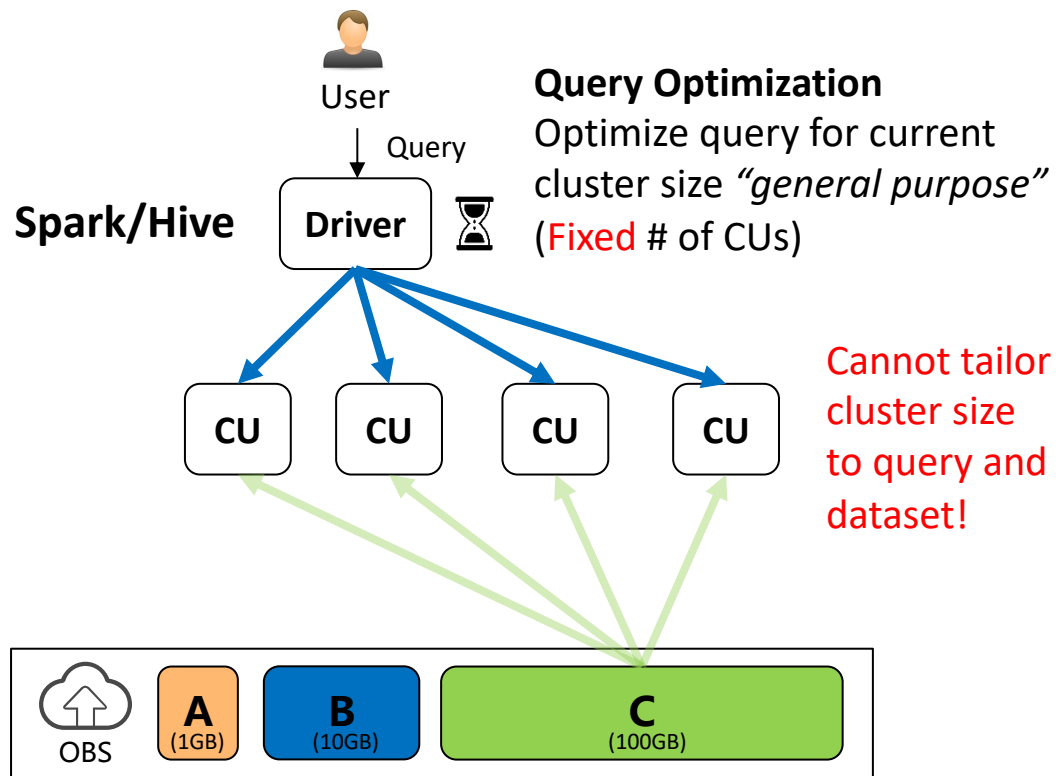 User
Query
Query Optimization
Optimize query for current
cluster size “general purpose”
(Fixed # of CUs)
Spark/Hive
Driver
CU
CU
CU
CU
Cannot tailor
cluster size
to query and
dataset!
OBS
A
(1GB)
B
(10GB)
C
(100GB)